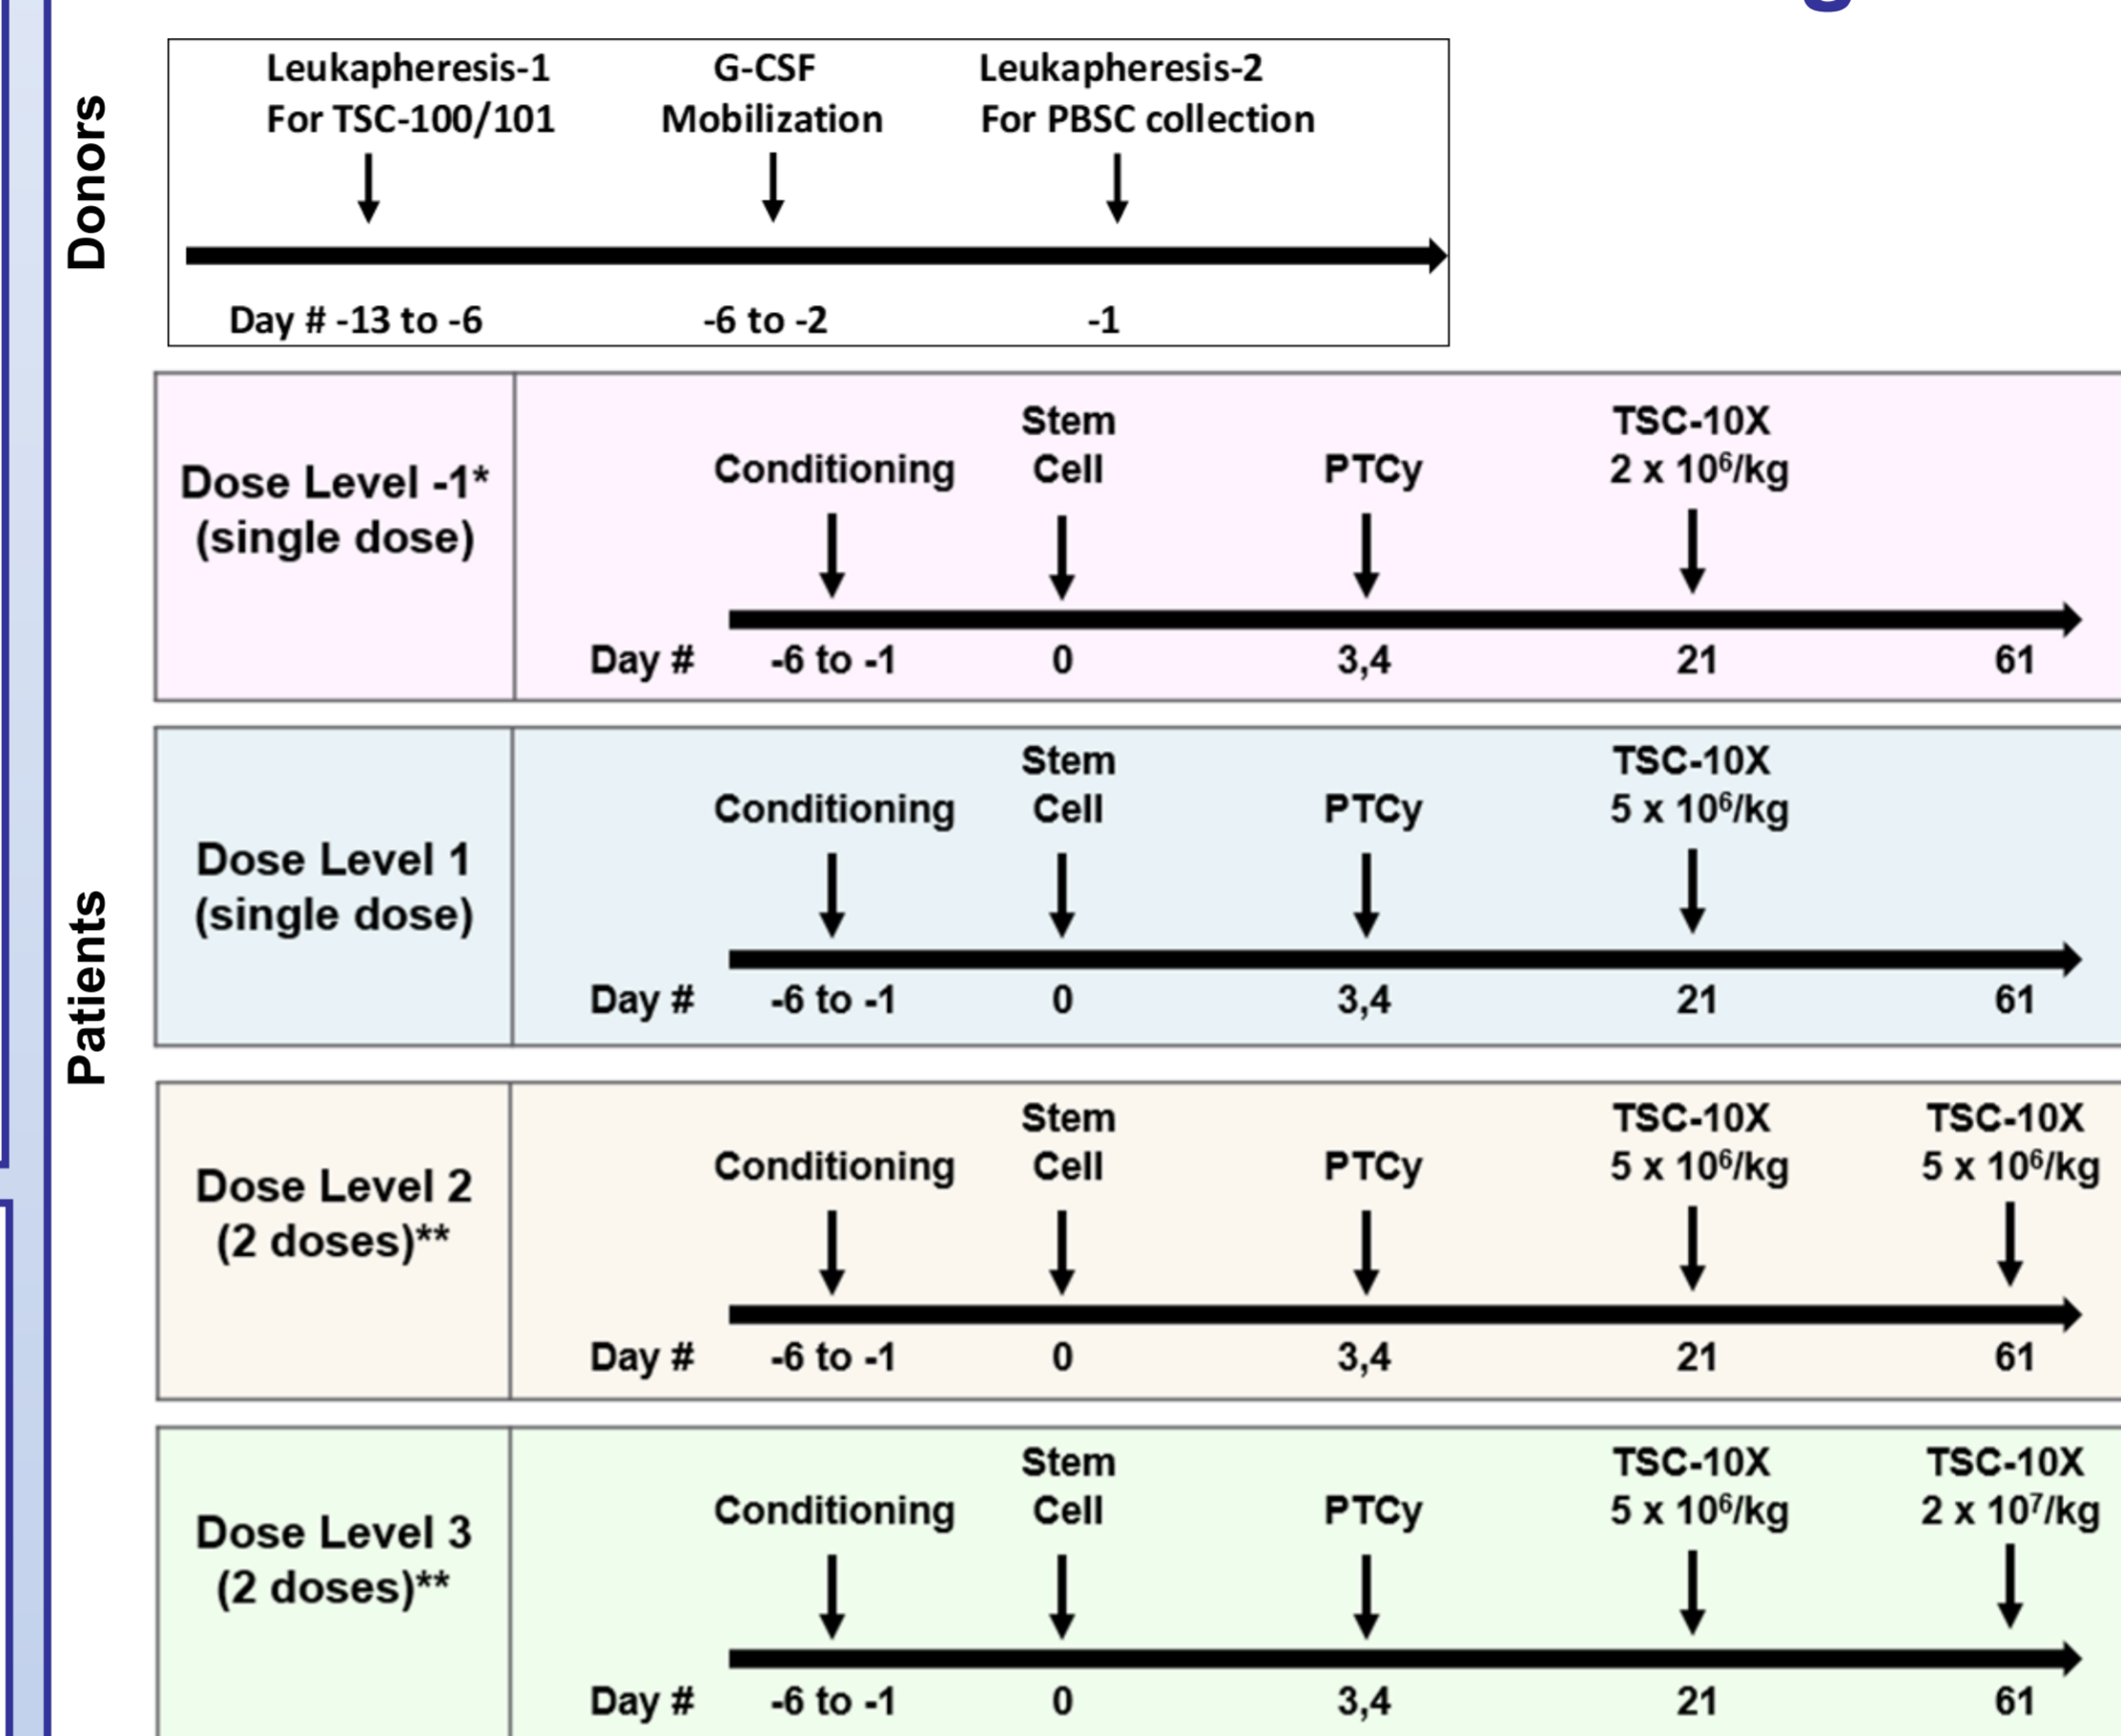 Donors
Leukapheresis-1
For TSC-100/101
G-CSF
Mobilization
Leukapheresis-2
For PBSC collection
Day # -13 to -6
-6 to -2
-1
Patients
Dose Level -1*
(single dose)
Conditioning
Stem
Cell
PTCy
TSC-10X
2 x 10⁶/kg
Day #
-6 to -1
0
3,4
21
61
Dose Level 1
(single dose)
Conditioning
Stem
Cell
PTCy
TSC-10X
5 x 10⁶/kg
Day #
-6 to -1
0
3,4
21
61
Dose Level 2
(2 doses)**
Conditioning
Stem
Cell
PTCy
TSC-10X
5 x 10⁶/kg
TSC-10X
5 x 10⁶/kg
Day #
-6 to -1
0
3,4
21
61
Dose Level 3
(2 doses)**
Conditioning
Stem
Cell
PTCy
TSC-10X
5 x 10⁶/kg
TSC-10X
2 x 10⁷/kg
Day #
-6 to -1
0
3,4
21
61